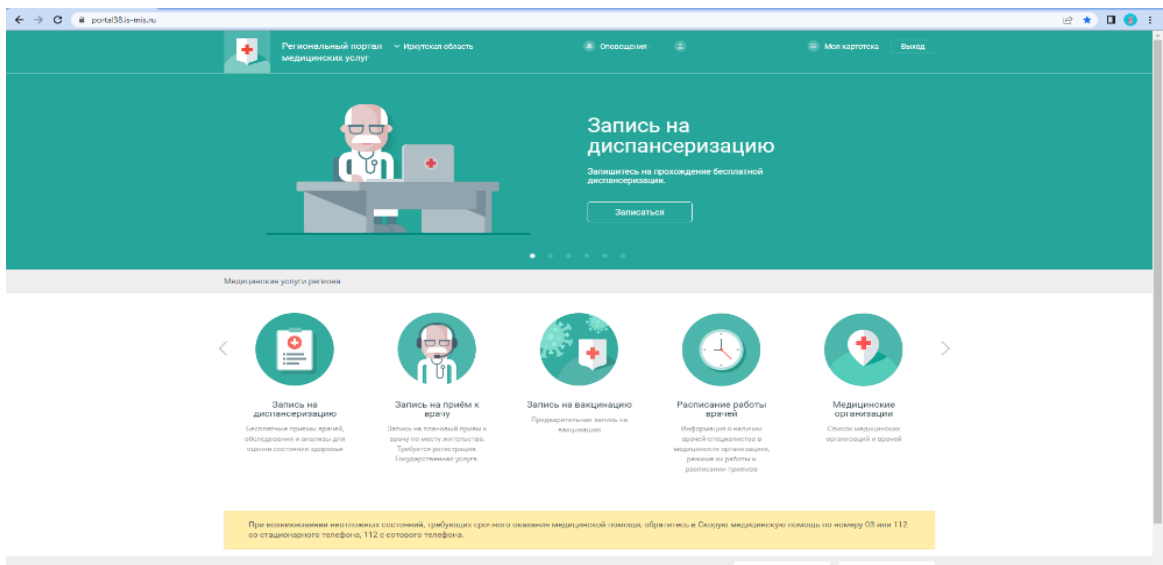 portal38.is-mis.ru
Региональный портал
медицинских услуг
Иркутская область
Оповещения
Моя картотека
Выход
Запись на
диспансеризацию
Запишитесь на прохождение бесплатной
диспансеризации.
Записаться
Медицинские услуги региона
Запись на
диспансеризацию
Бесплатные приемы врачей,
обследования и анализы для
оценки состояния здоровья
Запись на приём к
врачу
Запись на плановый прием к
врачу по месту жительства.
Требуется регистрация.
Государственная услуга.
Запись на вакцинацию
Предварительная запись на
вакцинацию
Расписание работы
врачей
Информация о наличии
врачей-специалистов в
медицинских организациях,
режиме их работы и
расписании приемов
Медицинские
организации
Список медицинских
организаций и врачей
При возникновении неотложных состояний, требующих срочного оказания медицинской помощи, обратитесь в Скорую медицинскую помощь по номеру 03 или 112
со стационарного телефона, 112 с сотового телефона.